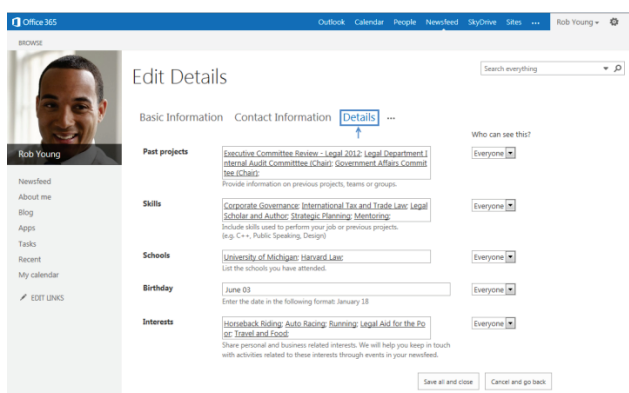 Office 365
Outlook Calendar People Newsfeed SkyDrive Sites ... Rob Young
BROWSE
Search everything
Edit Details
Basic Information Contact Information Details ...
Who can see this?
Rob Young
Newsfeed
About me
Blog
Apps
Tasks
Recent
My calendar
EDIT LINKS
Past projects
Executive Committee Review - Legal 2012; Legal Department I
nternal Audit Committtee (Chair); Government Affairs Commit
tee (Chair);
Provide information on previous projects, teams or groups.
Everyone
Skills
Corporate Governance; International Tax and Trade Law; Legal
Scholar and Author; Strategic Planning; Mentoring;
Include skills used to perform your job or previous projects.
(e.g. C++, Public Speaking, Design)
Everyone
Schools
University of Michigan; Harvard Law;
List the schools you have attended.
Everyone
Birthday
June 03
Enter the date in the following format: January 18
Everyone
Interests
Horseback Riding; Auto Racing; Running; Legal Aid for the Po
or; Travel and Food;
Share personal and business related interests. We will help you keep in touch
with activities related to these interests through events in your newsfeed.
Everyone
Save all and close
Cancel and go back